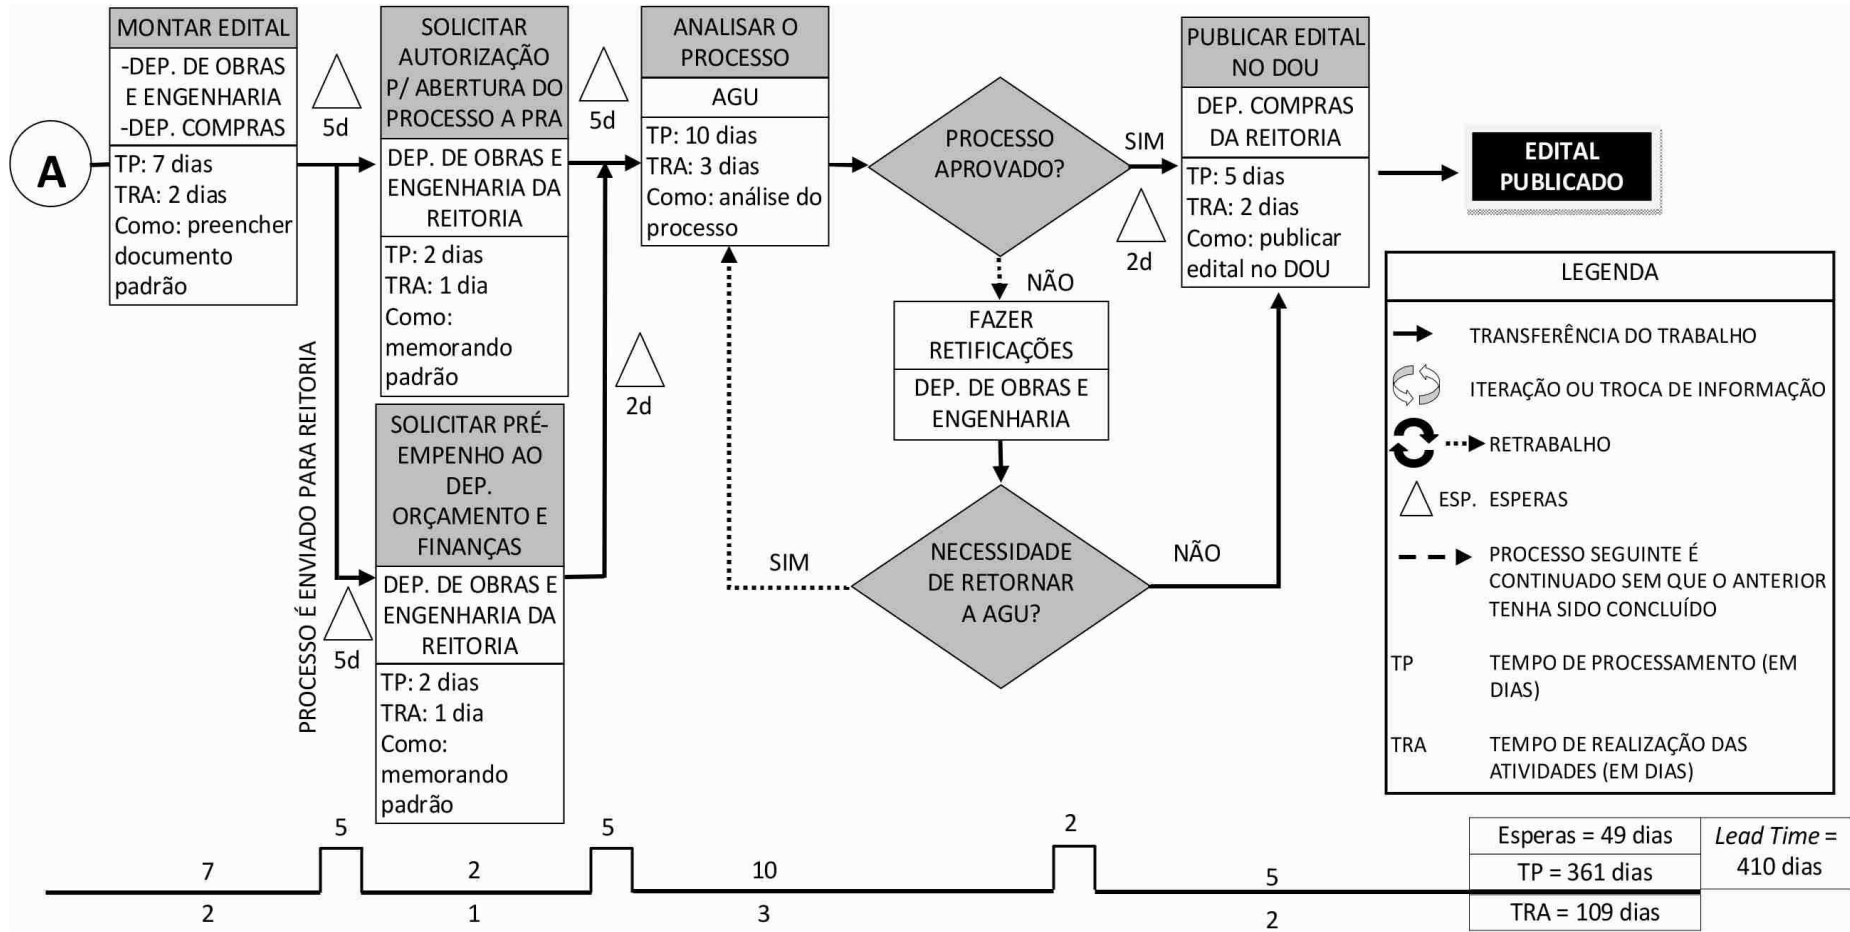 A
MONTAR EDITAL
-DEP. DE OBRAS
E ENGENHARIA
-DEP. COMPRAS
TP: 7 dias
TRA: 2 dias
Como: preencher
documento
padrão
5d
PROCESSO É ENVIADO PARA REITORIA
SOLICITAR
AUTORIZAÇÃO
P/ ABERTURA DO
PROCESSO A PRA
DEP. DE OBRAS E
ENGENHARIA DA
REITORIA
TP: 2 dias
TRA: 1 dia
Como:
memorando
padrão
5d
SOLICITAR PRÉ-
EMPENHO AO
DEP.
ORÇAMENTO E
FINANÇAS
DEP. DE OBRAS E
ENGENHARIA DA
REITORIA
TP: 2 dias
TRA: 1 dia
Como:
memorando
padrão
5d
2d
ANALISAR O
PROCESSO
AGU
TP: 10 dias
TRA: 3 dias
Como: análise do
processo
PROCESSO
APROVADO?
SIM
2d
NÃO
FAZER
RETIFICAÇÕES
DEP. DE OBRAS E
ENGENHARIA
NECESSIDADE
DE RETORNAR
A AGU?
SIM
NÃO
PUBLICAR EDITAL
NO DOU
DEP. COMPRAS
DA REITORIA
TP: 5 dias
TRA: 2 dias
Como: publicar
edital no DOU
EDITAL
PUBLICADO
LEGENDA
TRANSFERÊNCIA DO TRABALHO
ITERAÇÃO OU TROCA DE INFORMAÇÃO
RETRABALHO
ESP. ESPERAS
PROCESSO SEGUINTE É
CONTINUADO SEM QUE O ANTERIOR
TENHA SIDO CONCLUÍDO
TP TEMPO DE PROCESSAMENTO (EM
DIAS)
TRA TEMPO DE REALIZAÇÃO DAS
ATIVIDADES (EM DIAS)
5 5 2
7 2 10 5
2 1 3 2
Esperas = 49 dias
TP = 361 dias
TRA = 109 dias
Lead Time =
410 dias